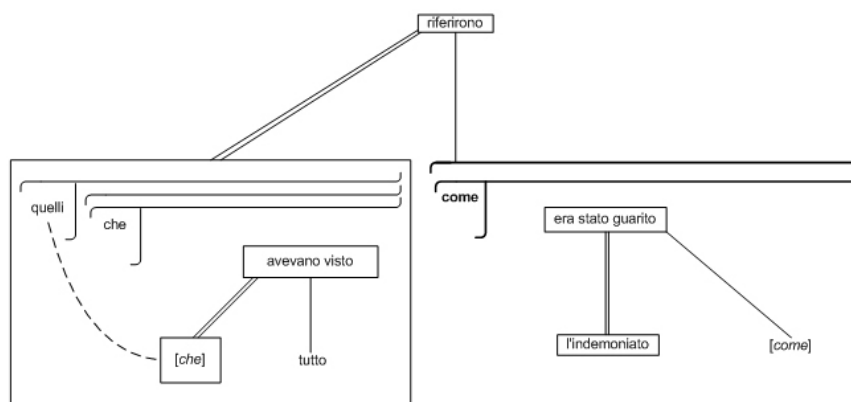 riferirono
quelli
che
avevano visto
[che]
tutto
come
era stato guarito
l'indemoniato
[come]